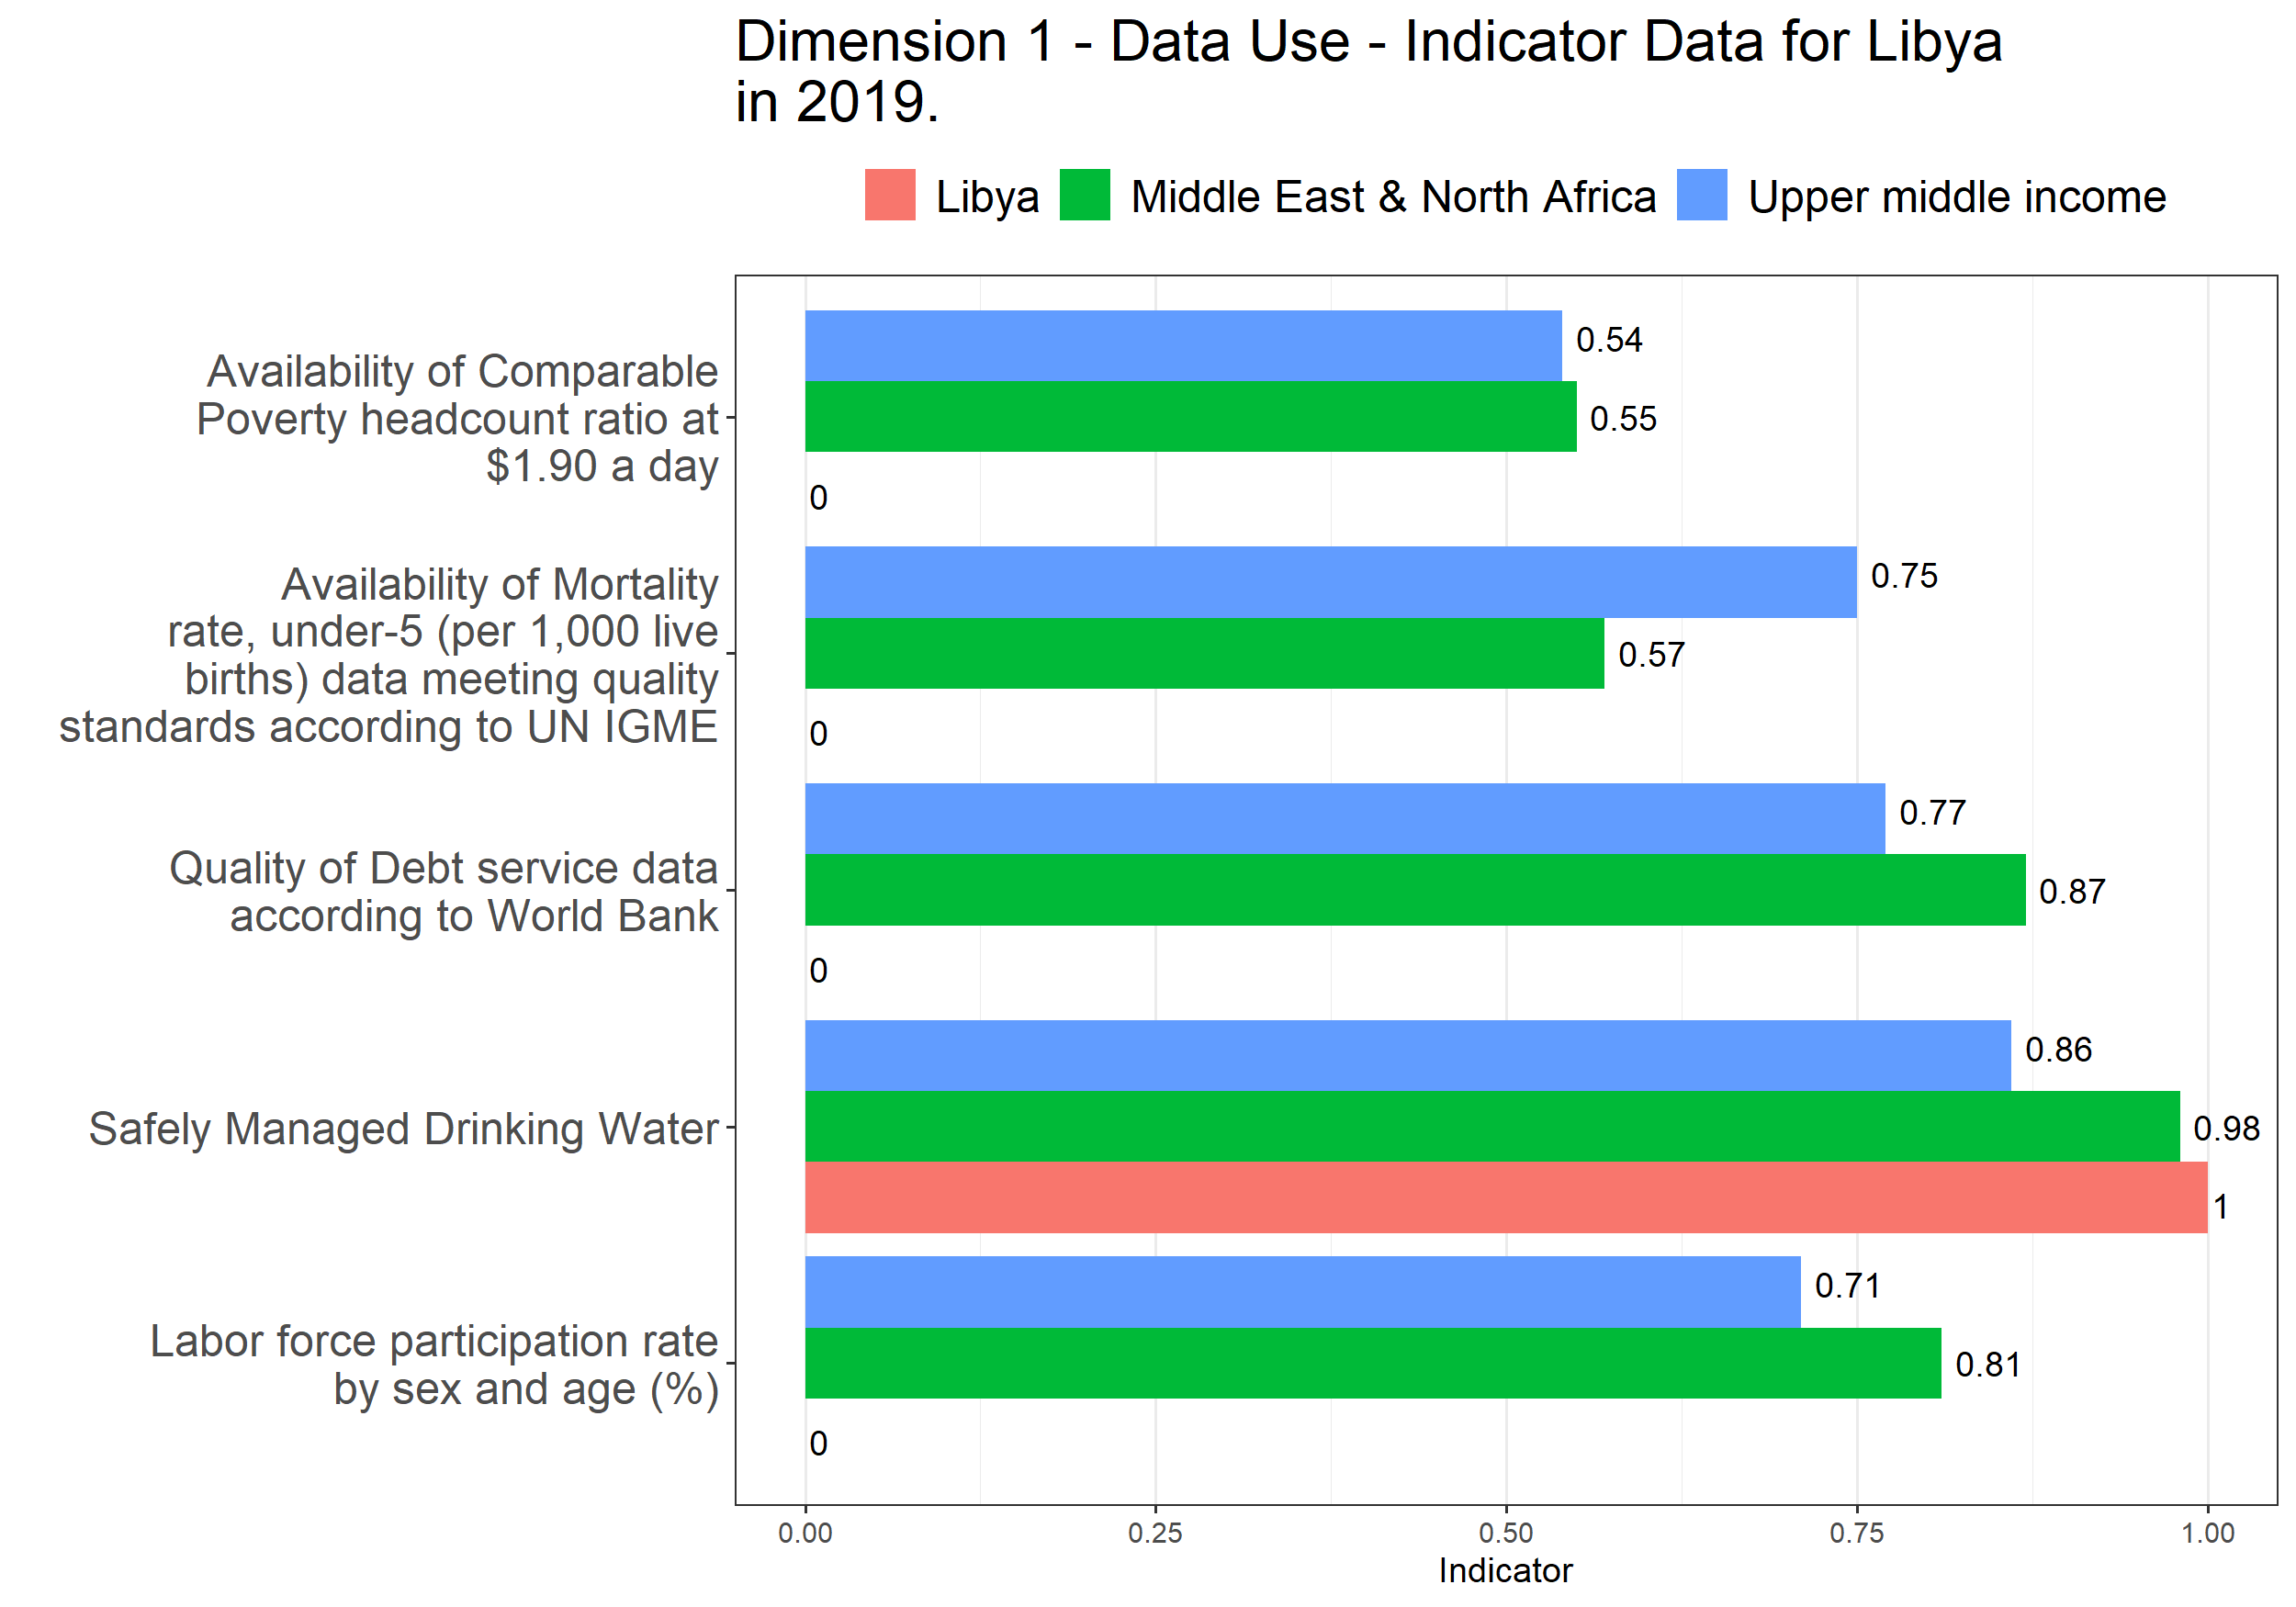 Dimension 1 - Data Use - Indicator Data for Libya
in 2019.
Libya
Middle East & North Africa
Upper middle income
Availability of Comparable
Poverty headcount ratio at
$1.90 a day
0.54
0.55
0
Availability of Mortality
rate, under-5 (per 1,000 live
births) data meeting quality
standards according to UN IGME
0.75
0.57
0
Quality of Debt service data
according to World Bank
0.77
0.87
0
Safely Managed Drinking Water
0.86
0.98
1
Labor force participation rate
by sex and age (%)
0.71
0.81
0
0.00
0.25
0.50
0.75
1.00
Indicator